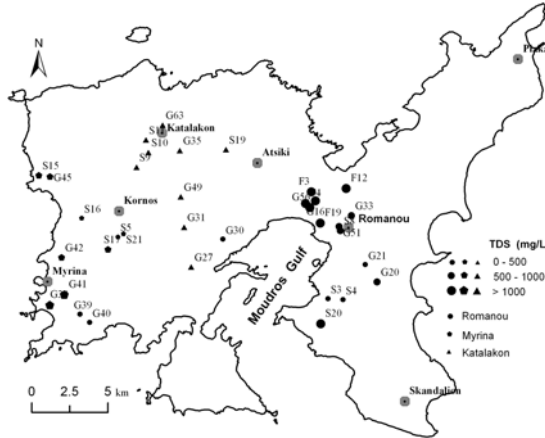 N
Plaka
G63
Katalakon
S10
S9
G35
S19
Atsiki
S15
G45
F3
F12
G49
Kornos
S16
G16
F19
G33
Romanou
G51
S5
S21
G31
G30
G42
G27
G21
G20
Myrina
G41
Moudros Gulf
S3
S4
G39
G40
S20
Skandalion
TDS (mg/L)
0 - 500
500 - 1000
> 1000
Romanou
Myrina
Katalakon
0
2.5
5
km